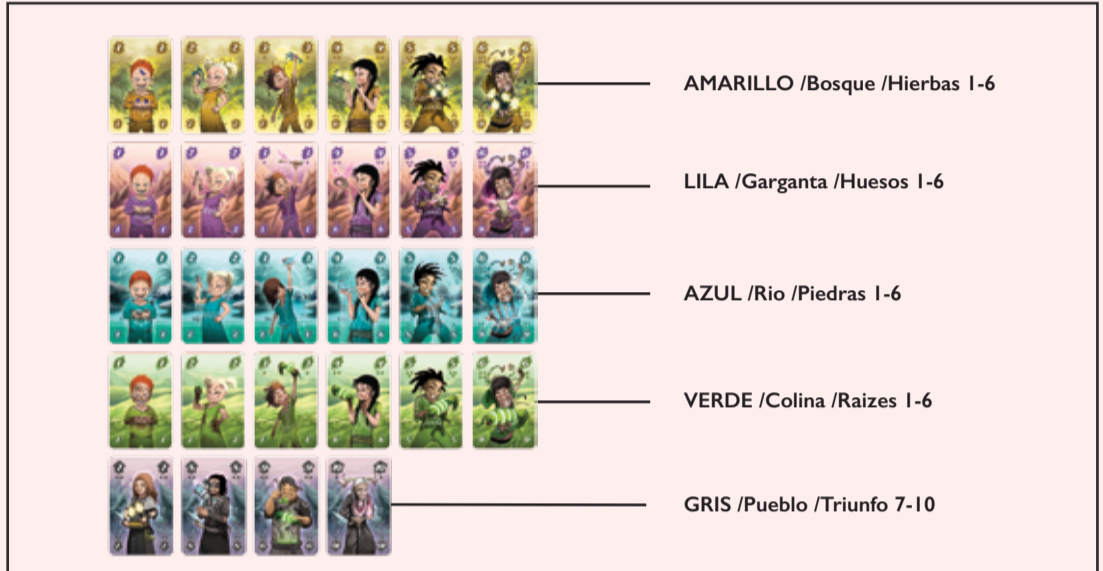 AMARILLO /Bosque /Hierbas 1-6
LILA /Garganta /Huesos 1-6
AZUL /Rio /Piedras 1-6
VERDE /Colina /Raizes 1-6
GRIS /Pueblo /Triunfo 7-10